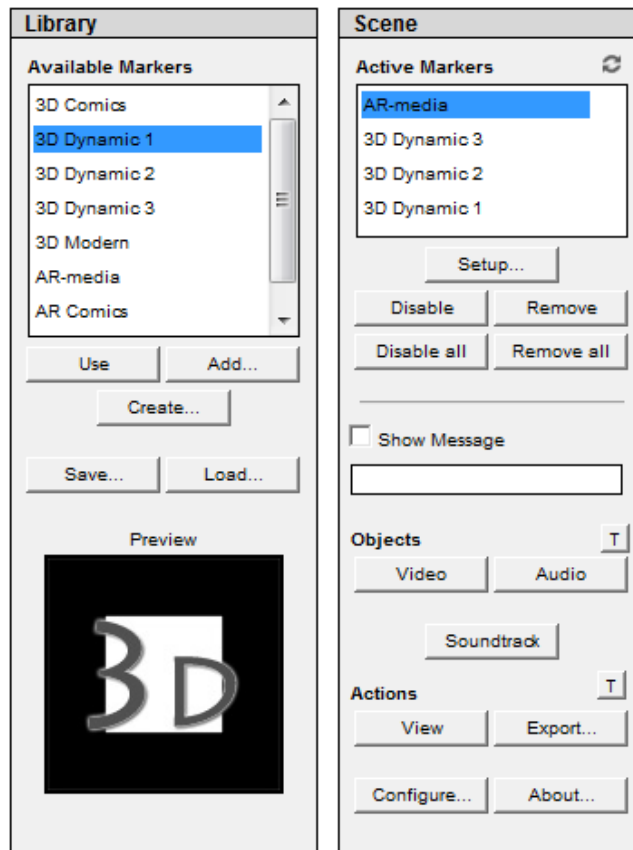 Library
Available Markers
3D Comics
3D Dynamic 1
3D Dynamic 2
3D Dynamic 3
3D Modern
AR-media
AR Comics
Use
Add...
Create...
Save...
Load...
Preview
3D
Scene
Active Markers
AR-media
3D Dynamic 3
3D Dynamic 2
3D Dynamic 1
Setup...
Disable
Remove
Disable all
Remove all
Show Message
Objects
T
Video
Audio
Soundtrack
Actions
T
View
Export...
Configure...
About...